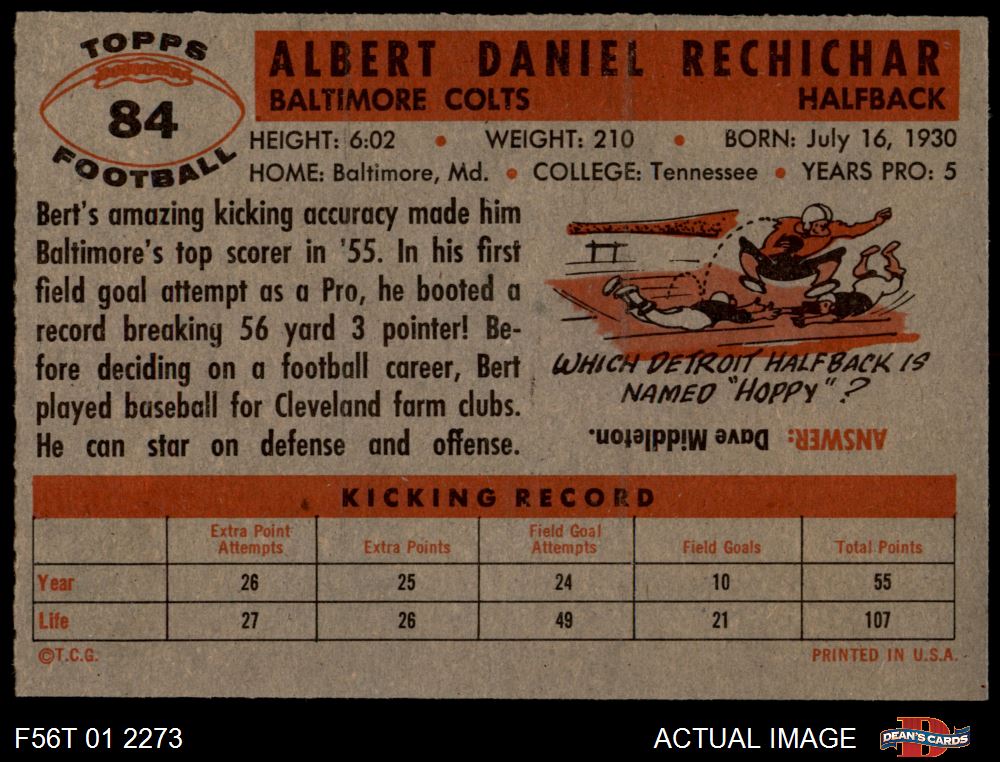 TOPPS
84
FOOTBALL
ALBERT DANIEL RECHICHAR
BALTIMORE COLTS HALFBACK
HEIGHT: 6:02 • WEIGHT: 210 • BORN: July 16, 1930
HOME: Baltimore, Md. • COLLEGE: Tennessee • YEARS PRO: 5
Bert's amazing kicking accuracy made him
Baltimore's top scorer in '55. In his first
field goal attempt as a Pro, he booted a
record breaking 56 yard 3 pointer! Be-
fore deciding on a football career, Bert
played baseball for Cleveland farm clubs.
He can star on defense and offense.
WHICH DETROIT HALFBACK IS
NAMED "HOPPY"?
ANSWER: Dave Middleton.
KICKING RECORD
Extra Point Attempts Extra Points Field Goal Attempts Field Goals Total Points
Year 26 25 24 10 55
Life 27 26 49 21 107
©T.C.G. PRINTED IN U.S.A.
F56T 01 2273 ACTUAL IMAGE D DEAN'S CARDS